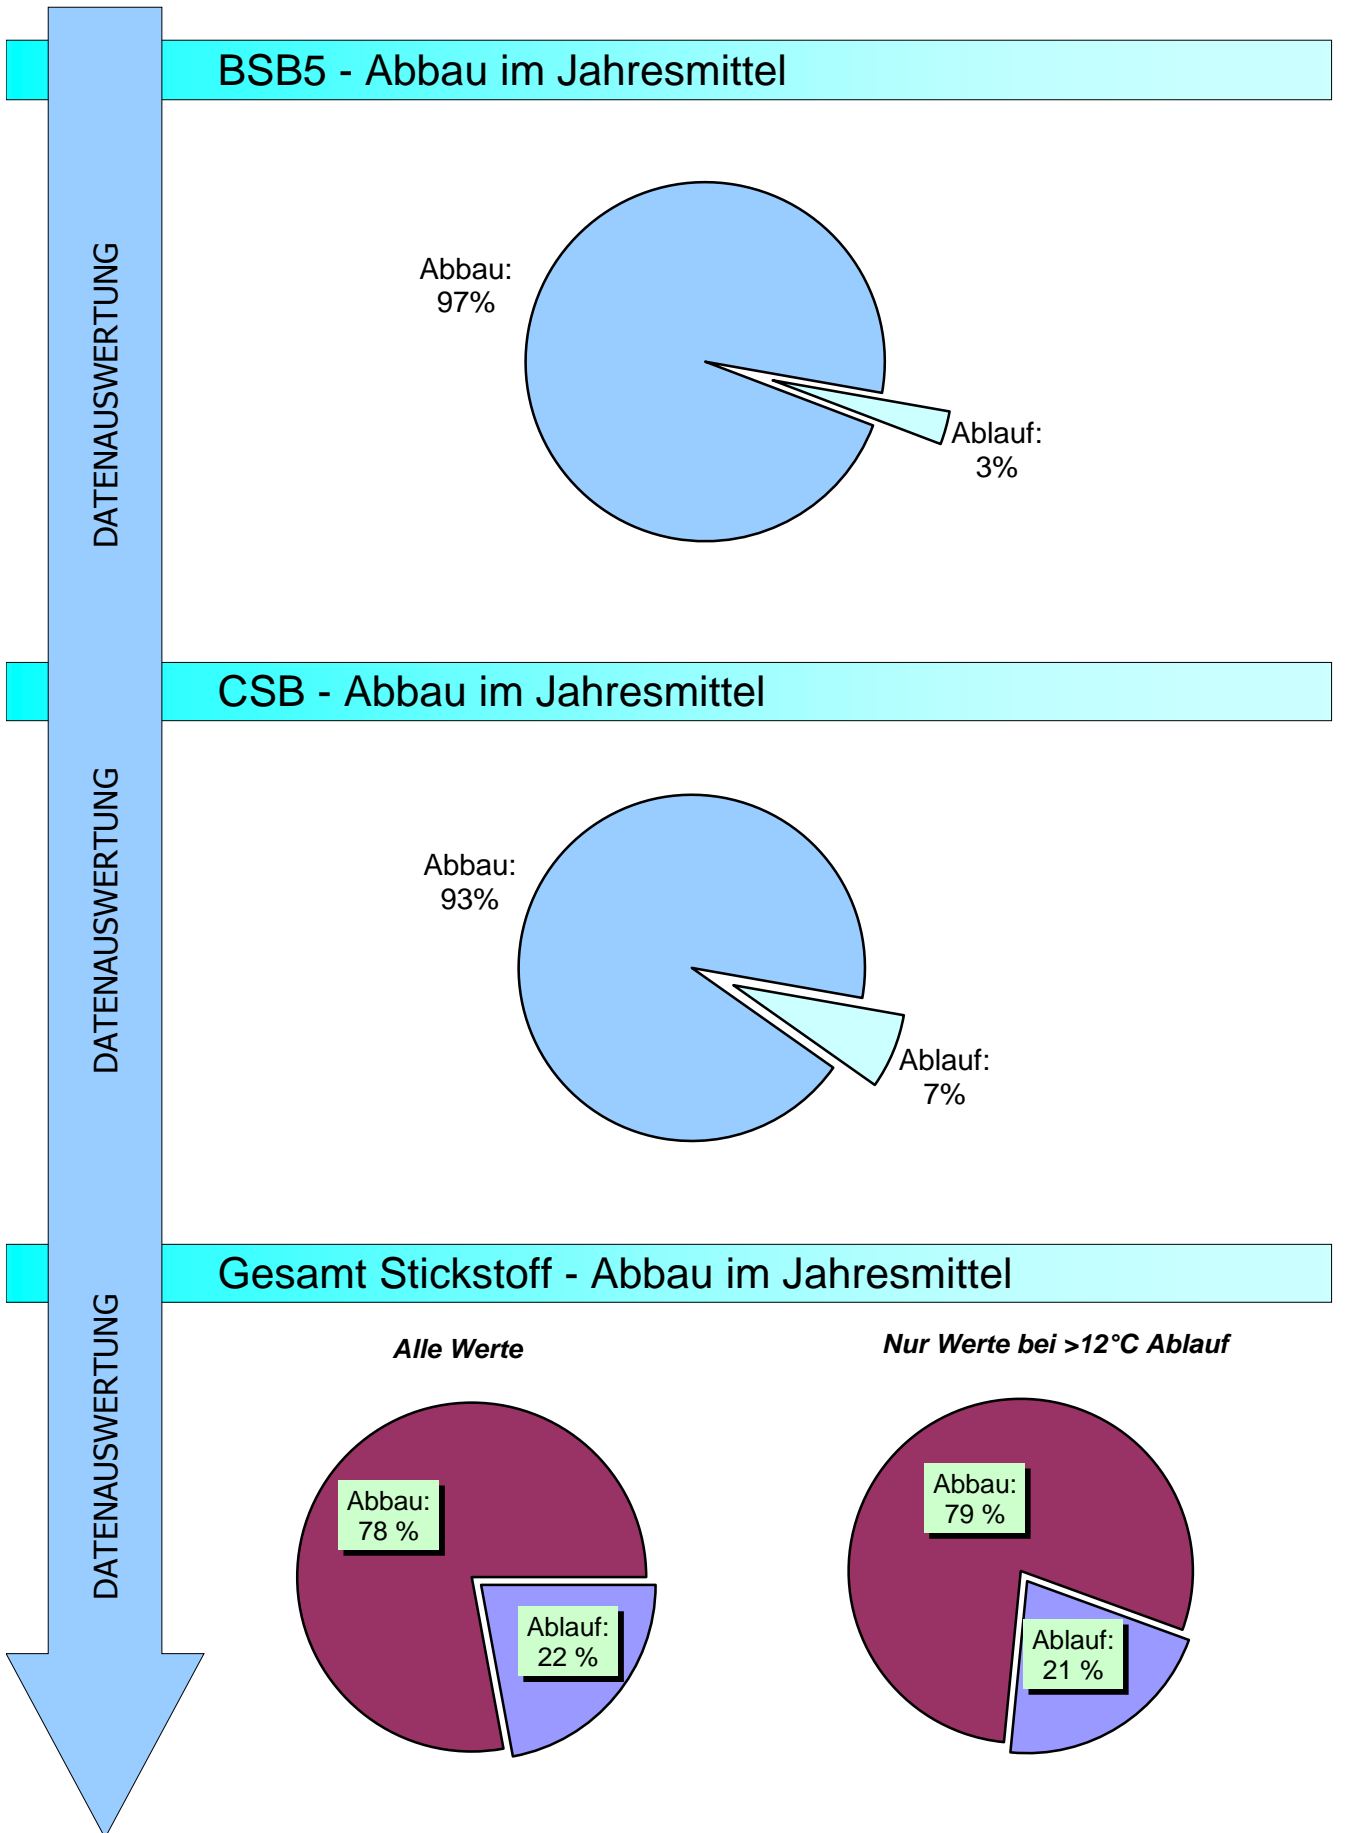 BSB5 - Abbau im Jahresmittel
DATENAUSWERTUNG
Abbau:
97%
Ablauf:
3%
CSB - Abbau im Jahresmittel
DATENAUSWERTUNG
Abbau:
93%
Ablauf:
7%
Gesamt Stickstoff - Abbau im Jahresmittel
DATENAUSWERTUNG
Alle Werte
Abbau:
78 %
Ablauf:
22 %
Nur Werte bei >12°C Ablauf
Abbau:
79 %
Ablauf:
21 %